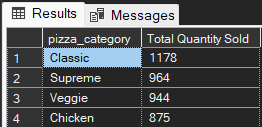 Results Messages
pizza_category Total Quantity Sold
1 Classic 1178
2 Supreme 964
3 Veggie 944
4 Chicken 875